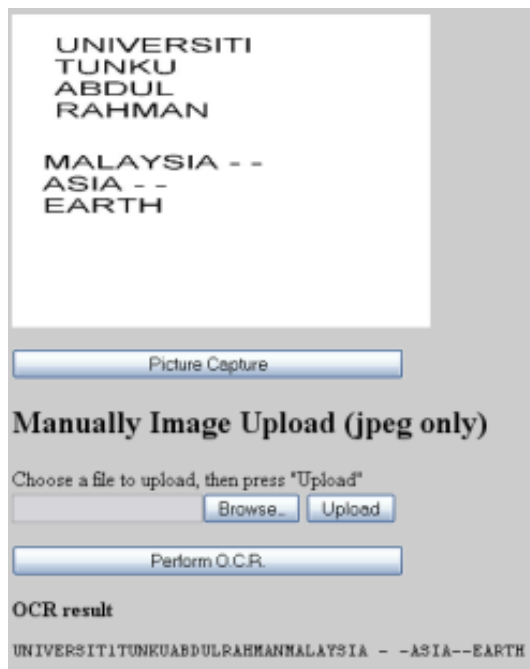 UNIVERSITI
TUNKU
ABDUL
RAHMAN
MALAYSIA - -
ASIA - -
EARTH
Picture Capture
Manually Image Upload (jpeg only)
Choose a file to upload, then press "Upload"
Browse... Upload
Perform O.C.R.
OCR result
UNIVERSIT1TUNKUABDULRAHMANMALAYSIA - -ASIA--EARTH